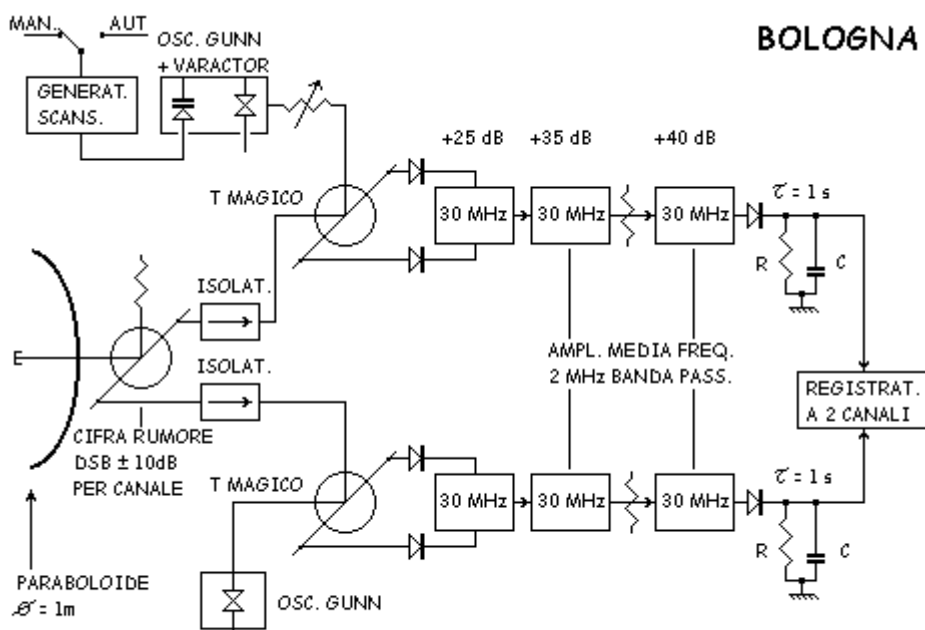 MAN.
AUT
OSC. GUNN
+ VARACTOR
BOLOGNA
GENERAT.
SCANS.
+25 dB
+35 dB
+40 dB
T MAGICO
30 MHz
30 MHz
30 MHz
τ = 1 s
R
C
ISOLAT.
E
ISOLAT.
AMPL. MEDIA FREQ.
2 MHz BANDA PASS.
REGISTRAT.
A 2 CANALI
CIFRA RUMORE
DSB ± 10dB
PER CANALE
T MAGICO
30 MHz
30 MHz
30 MHz
τ = 1 s
R
C
PARABOLOIDE
Ø = 1m
OSC. GUNN